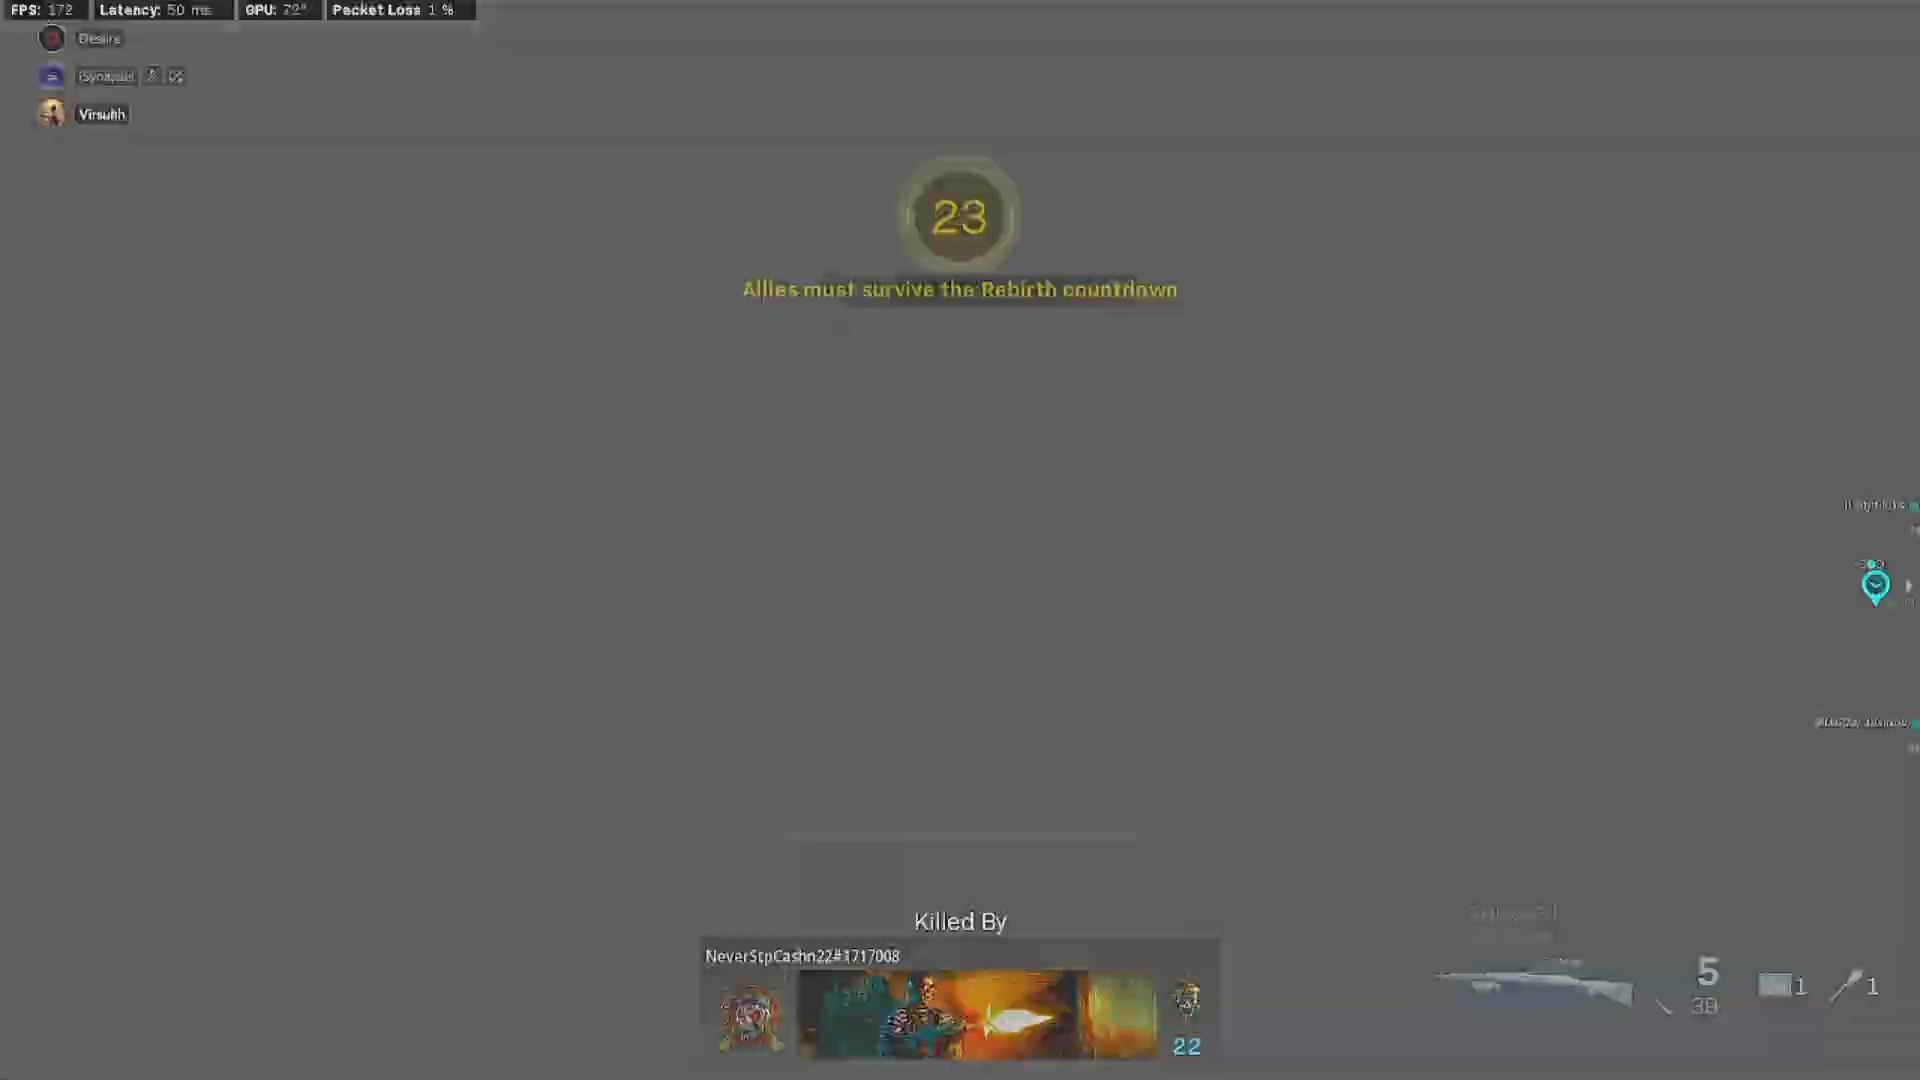 FPS: 172 Latency: 50 ms GPU: 72° Packet Loss 1 %
Desire
Virsuhh
23
Allies must survive the Rebirth countdown
Killed By
NeverStpCashn22#1717008
22
5
39
1
1